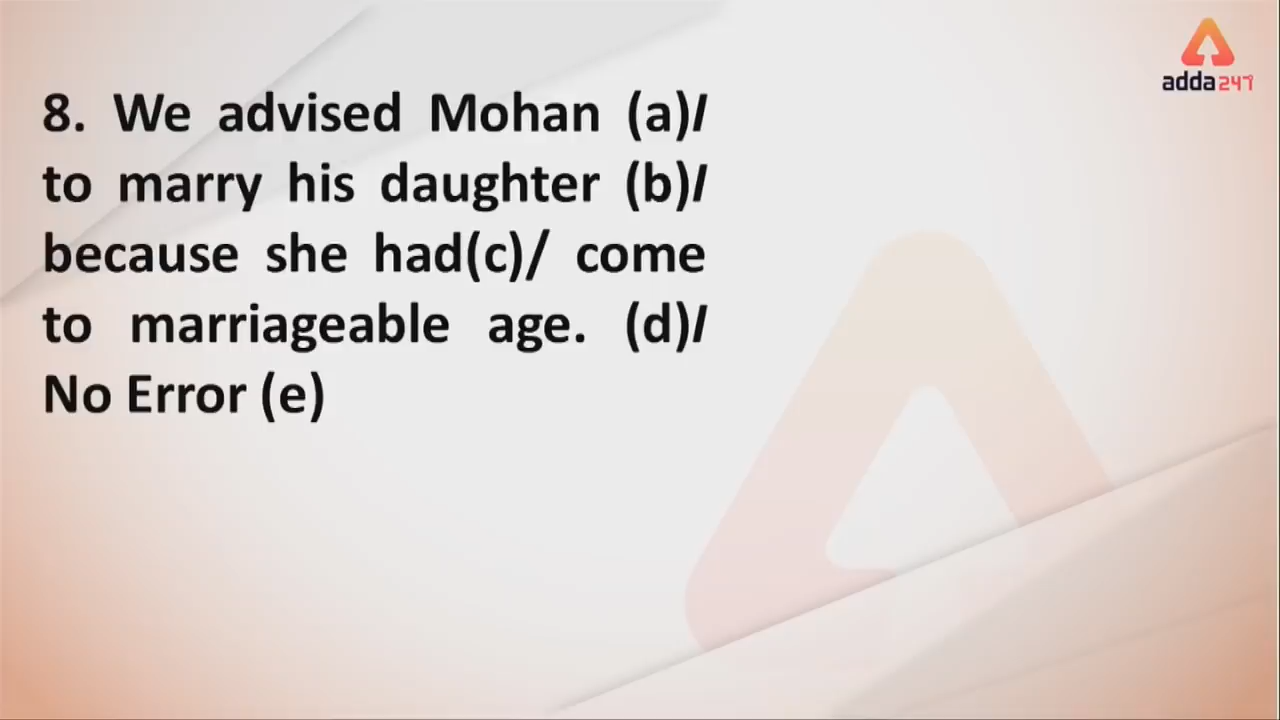 adda247
8. We advised Mohan (a)/
to marry his daughter (b)/
because she had(c)/ come
to marriageable age. (d)/
No Error (e)